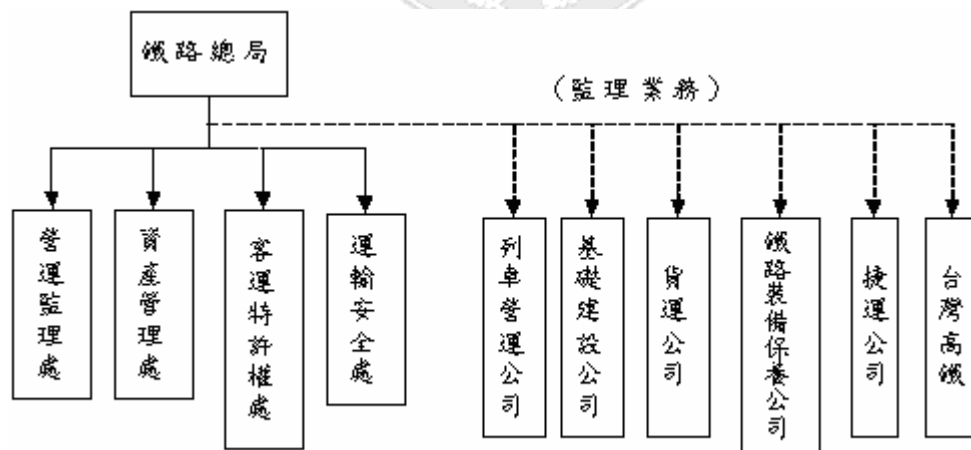 鐵路總局
（監理業務）
營運監理處
資產管理處
客運特許權處
運輸安全處
列車營運公司
基礎建設公司
貨運公司
鐵路裝備保養公司
捷運公司
台灣高鐵